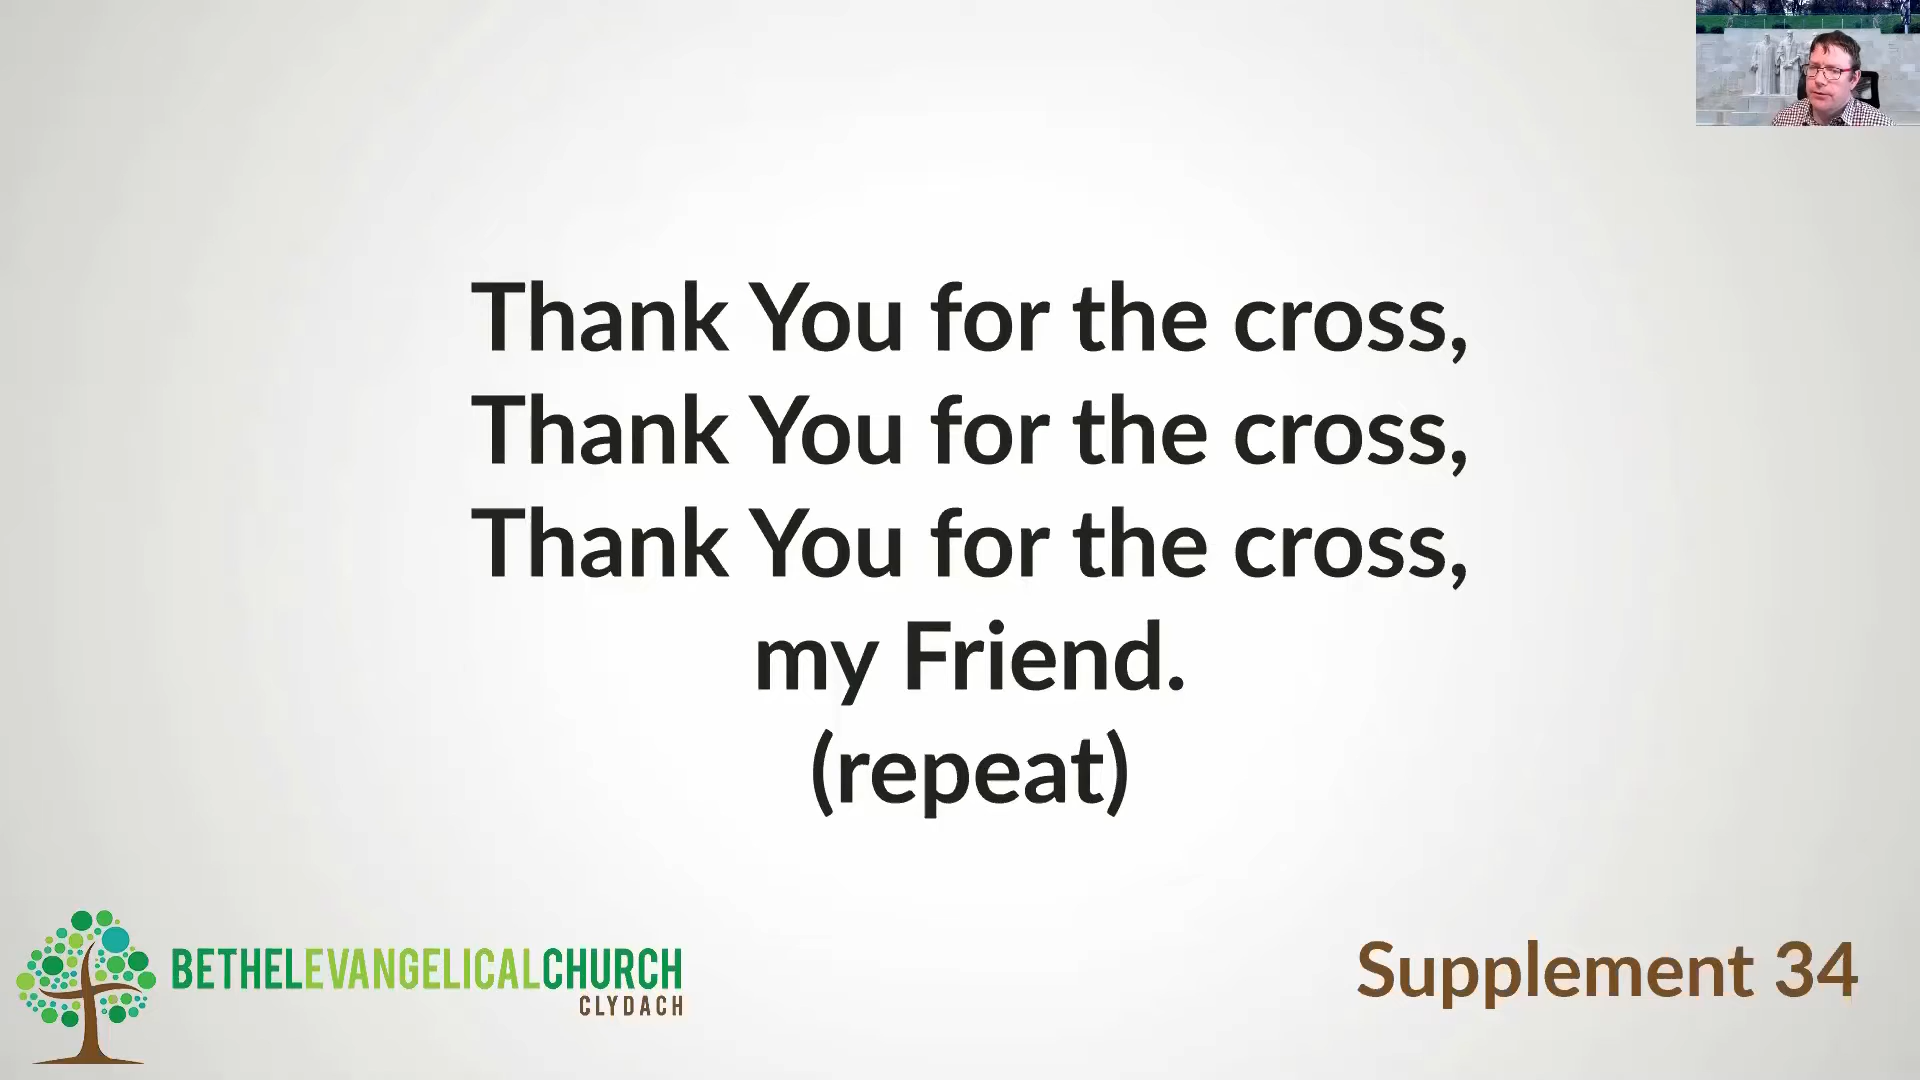 Thank You for the cross,
Thank You for the cross,
Thank You for the cross,
my Friend.
(repeat)
BETHELEVANGELICALCHURCH
CLYDACH
Supplement 34